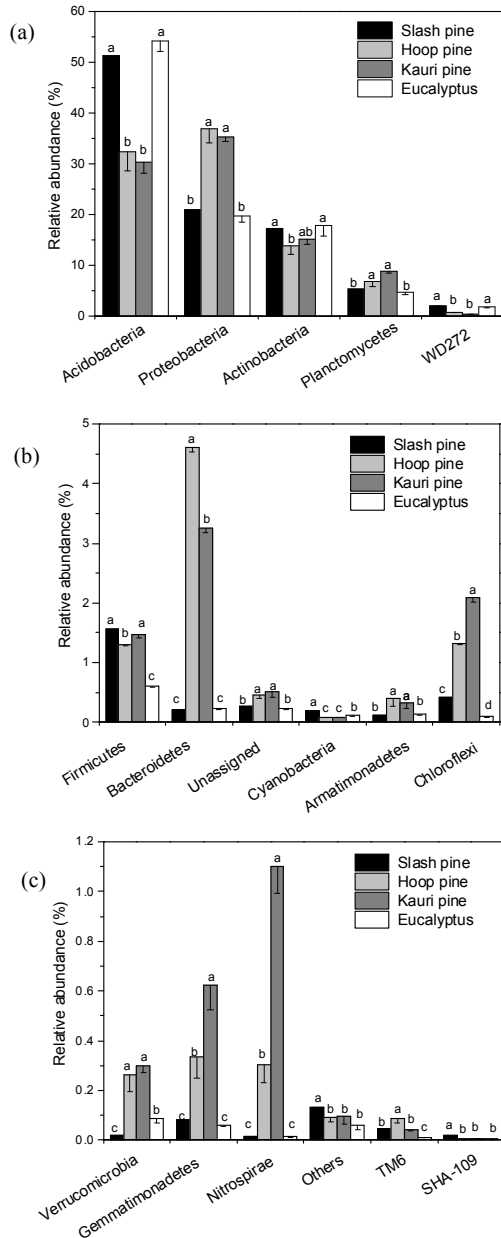 (a)
Relative abundance (%)
60
50
40
30
20
10
0
Slash pine
Hoop pine
Kauri pine
Eucalyptus
a b b a
b a a b
a b ab a
b a a b
a b b a
Acidobacteria
Proteobacteria
Actinobacteria
Planctomycetes
WD272
(b)
Relative abundance (%)
5
4
3
2
1
0
Slash pine
Hoop pine
Kauri pine
Eucalyptus
a b a c
c a b c
b a a b
a c c b
b a a b
c b a d
Firmicutes
Bacteroidetes
Unassigned
Cyanobacteria
Armatimonadetes
Chloroflexi
(c)
Relative abundance (%)
1.2
1.0
0.8
0.6
0.4
0.2
0.0
Slash pine
Hoop pine
Kauri pine
Eucalyptus
c a a b
c b a c
c b a c
a b b b
b a b c
a b b b
Verrucomicrobia
Gemmatimonadetes
Nitrospirae
Others
TM6
SHA-109